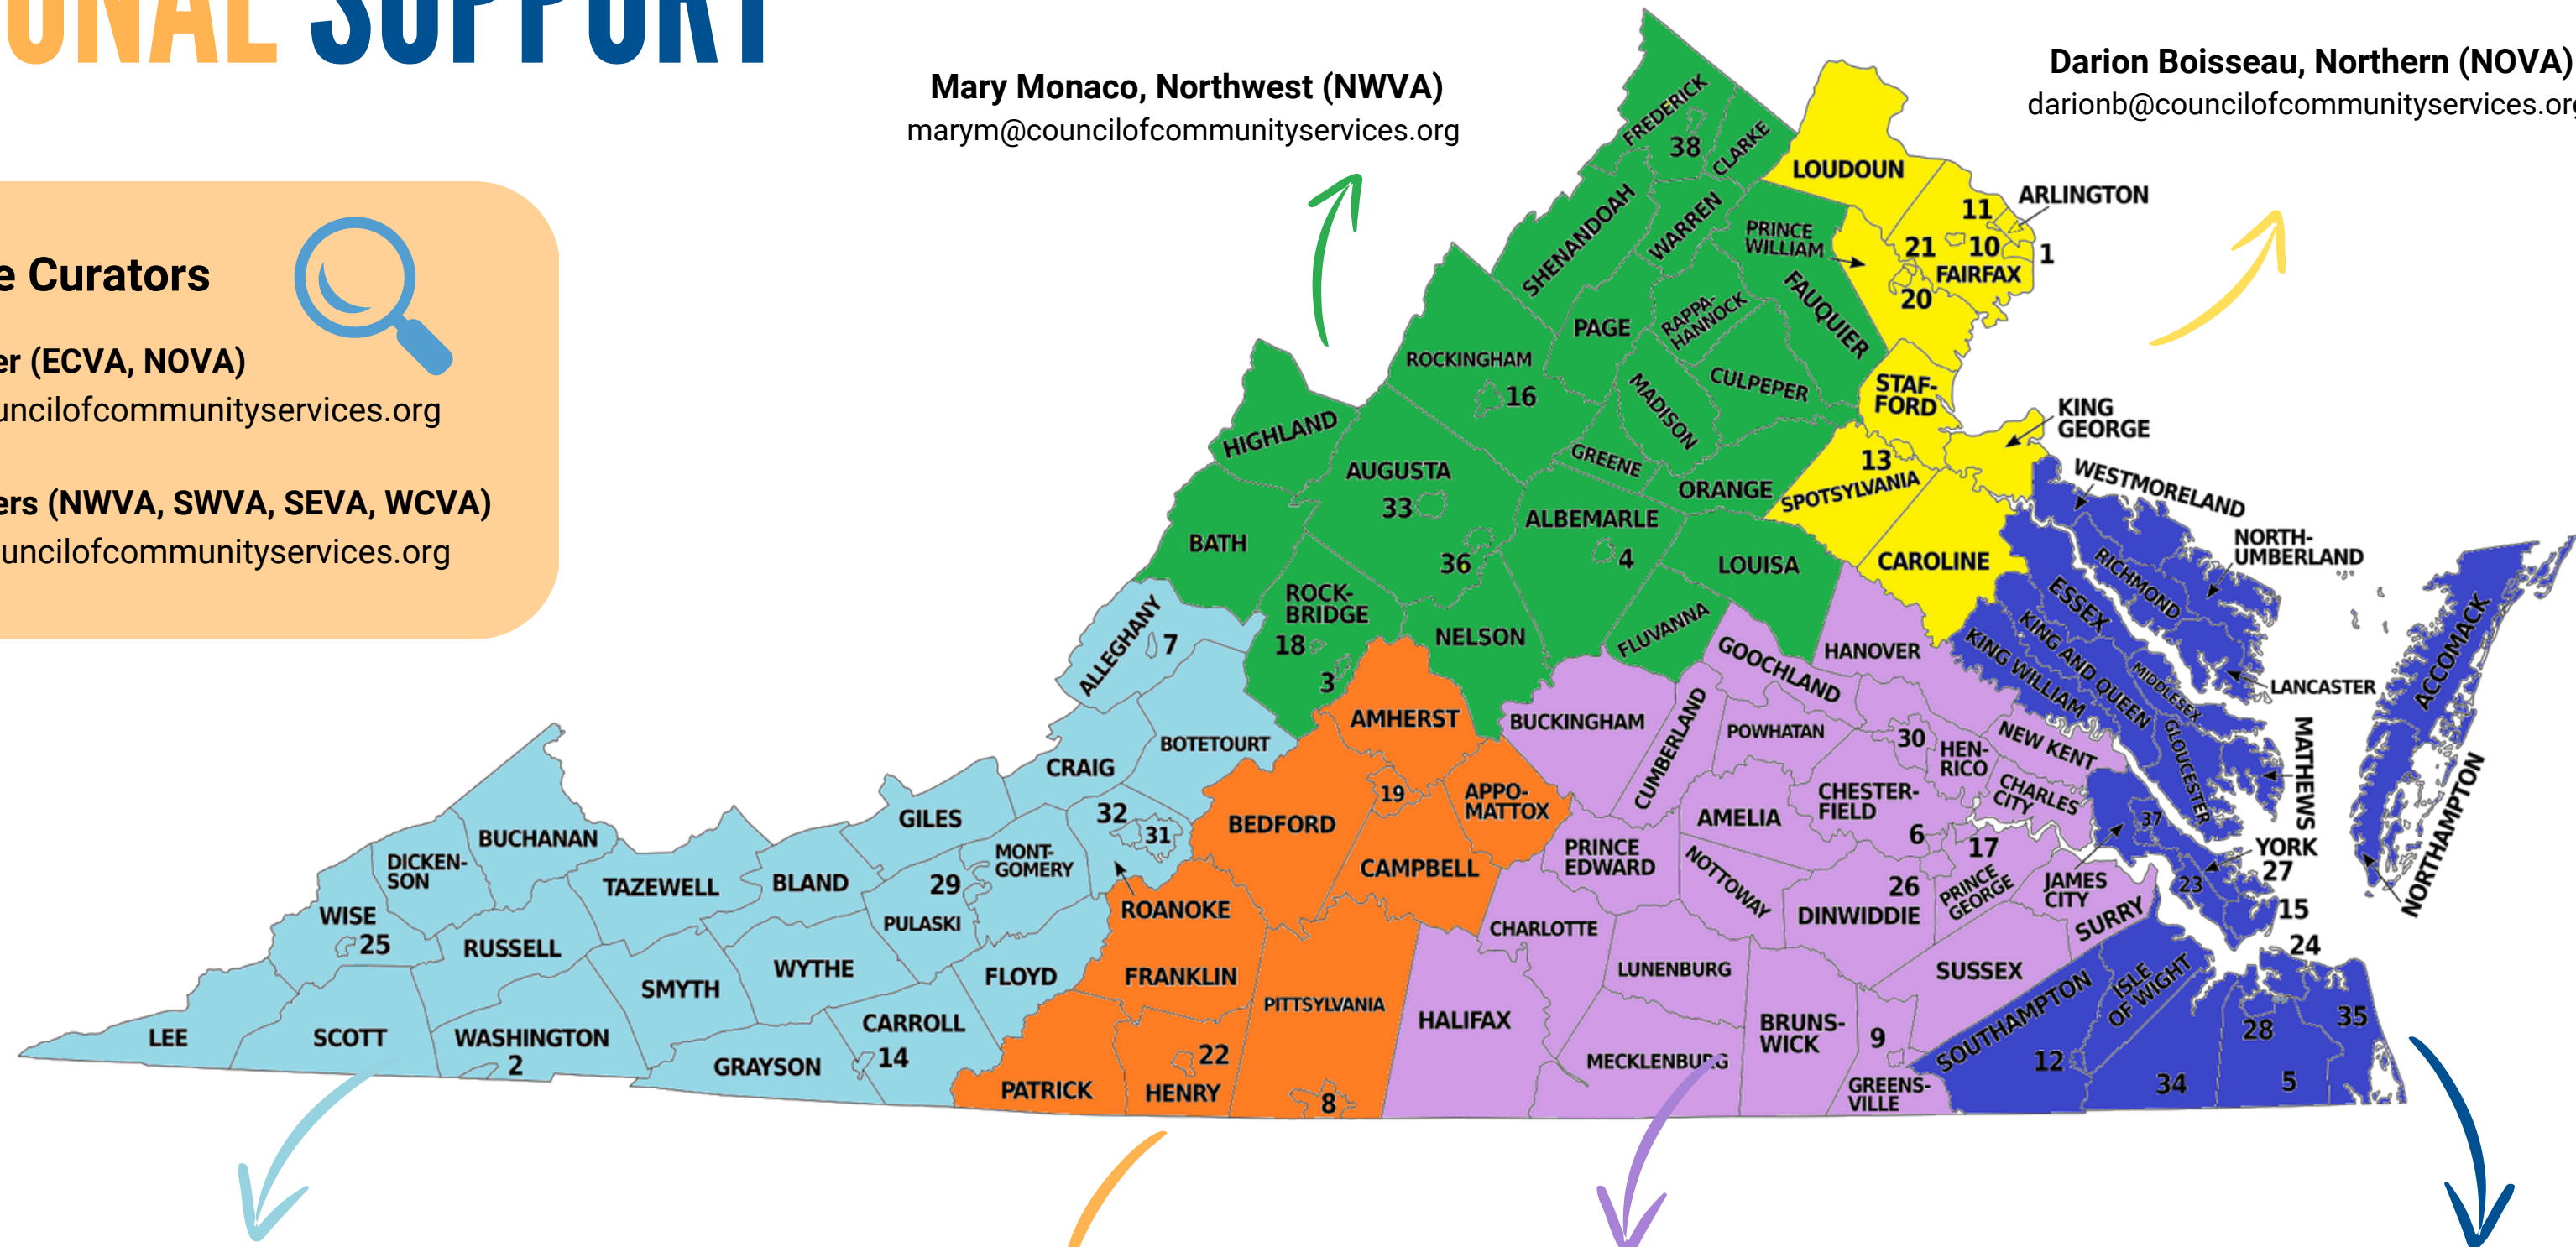 ONAL SUPPORT
Mary Monaco, Northwest (NWVA)
marym@councilofcommunityservices.org
Darion Boisseau, Northern (NOVA)
darionb@councilofcommunityservices.org
e Curators
er (ECVA, NOVA)
uncilofcommunityservices.org
ers (NWVA, SWVA, SEVA, WCVA)
uncilofcommunityservices.org
FREDERICK
38
CLARKE
LOUDOUN
SHENANDOAH
WARREN
PRINCE
WILLIAM
FAUQUIER
11
ARLINGTON
21
10
1
FAIRFAX
20
PAGE
RAPPA-
HANNOCK
ROCKINGHAM
16
MADISON
CULPEPER
STAF-
FORD
KING
GEORGE
HIGHLAND
AUGUSTA
33
GREENE
ORANGE
13
SPOTSYLVANIA
WESTMORELAND
NORTH-
UMBERLAND
BATH
36
ALBEMARLE
4
LOUISA
CAROLINE
RICHMOND
ESSEX
ALLEGHANY
7
ROCK-
BRIDGE
18
3
NELSON
FLUVANNA
GOOCHLAND
HANOVER
KING AND QUEEN
KING WILLIAM
MIDDLESEX
LANCASTER
ACCOMACK
AMHERST
BUCKINGHAM
CUMBERLAND
POWHATAN
30
HEN-
RICO
NEW KENT
GLOUCESTER
MATHEWS
NORTHAMPTON
CRAIG
BOTETOURT
32
31
19
APPO-
MATTOX
BEDFORD
AMELIA
CHESTER-
FIELD
CHARLES
CITY
37
GILES
BUCHANAN
DICKEN-
SON
MONT-
GOMERY
CAMPBELL
PRINCE
EDWARD
6
17
YORK
27
TAZEWELL
BLAND
29
PULASKI
ROANOKE
NOTTOWAY
26
PRINCE
GEORGE
JAMES
CITY
23
15
WISE
25
RUSSELL
CHARLOTTE
DINWIDDIE
SURRY
24
SMYTH
WYTHE
FLOYD
FRANKLIN
PITTSYLVANIA
LUNENBURG
SUSSEX
SOUTHAMPTON
ISLE
OF WIGHT
LEE
SCOTT
WASHINGTON
2
GRAYSON
CARROLL
14
HALIFAX
BRUNS-
WICK
9
28
35
PATRICK
22
HENRY
8
MECKLENBURG
GREENS-
VILLE
12
34
5